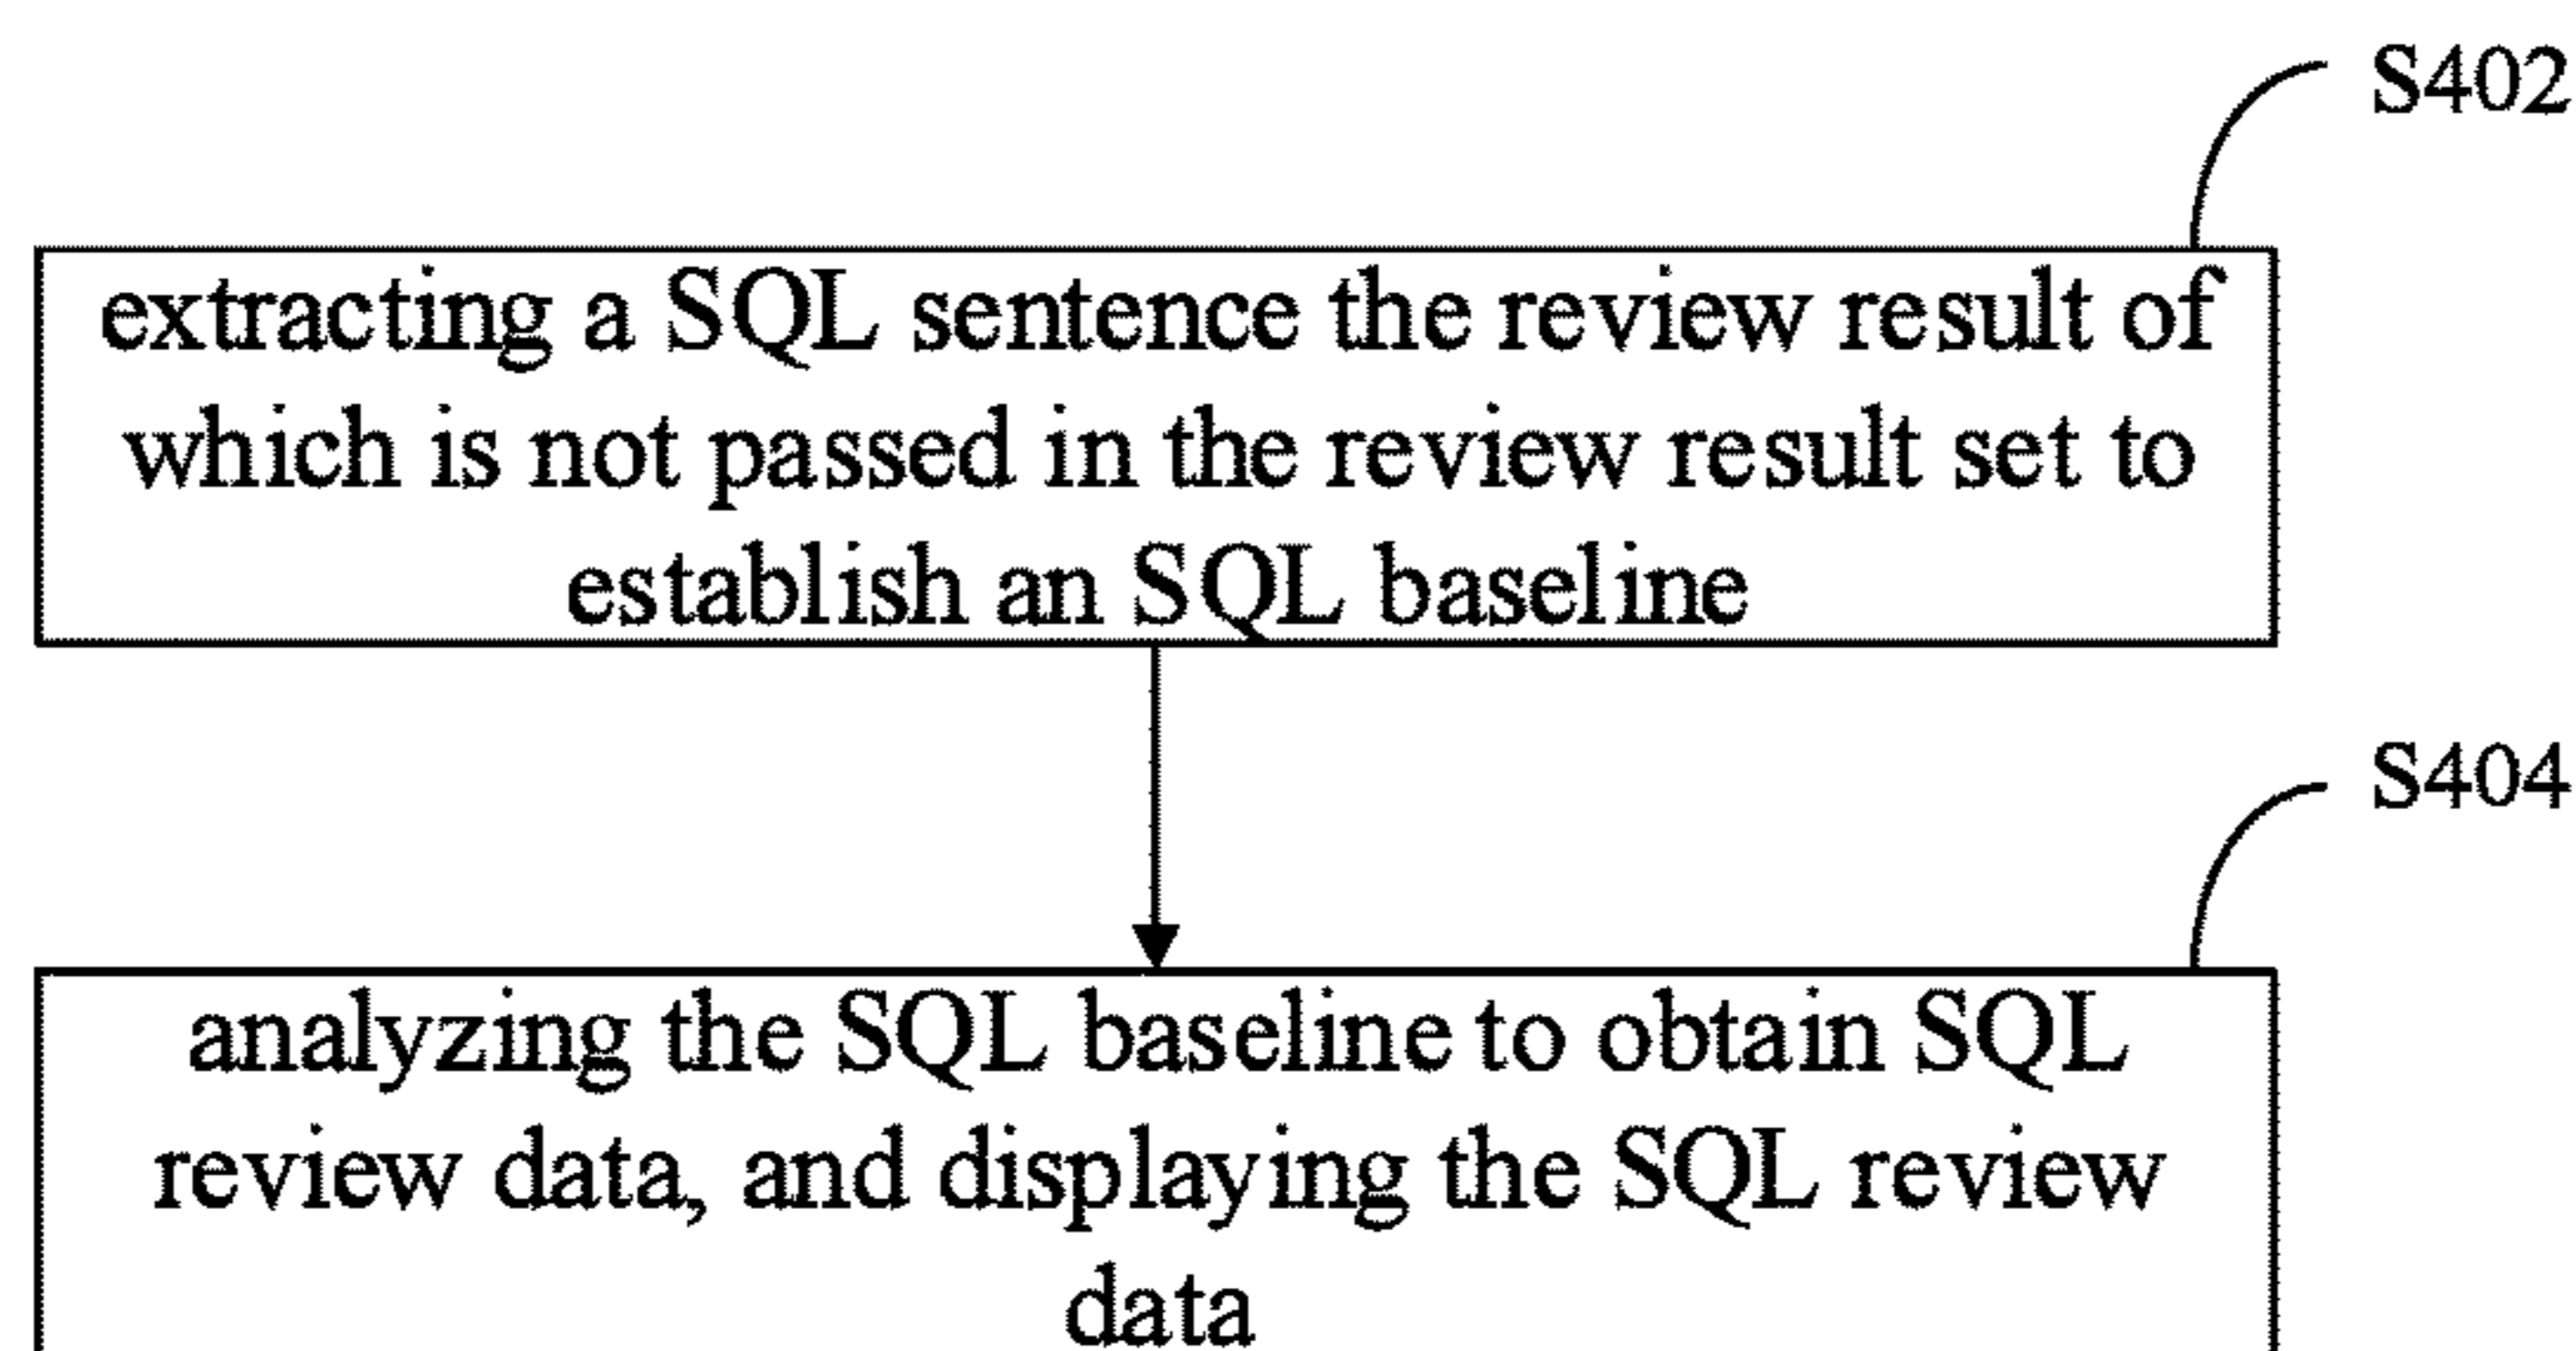 S402
extracting a SQL sentence the review result of
which is not passed in the review result set to
establish an SQL baseline
S404
analyzing the SQL baseline to obtain SQL
review data, and displaying the SQL review
data